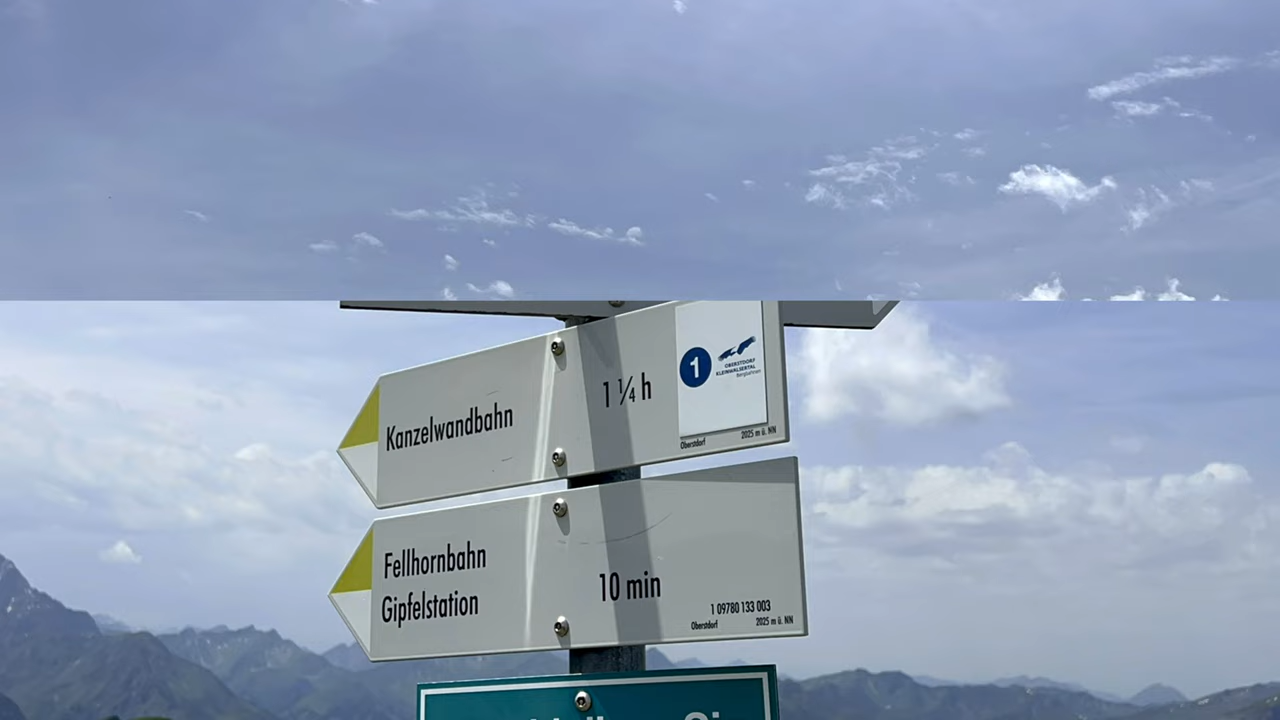 Kanzelwandbahn
1 ¼ h
1
OBERSTDORF
KLEINWALSERTAL
Bergbahnen
Oberstdorf
2025 m ü. NN
Fellhornbahn
Gipfelstation
10 min
1 09780 133 003
Oberstdorf
2025 m ü. NN